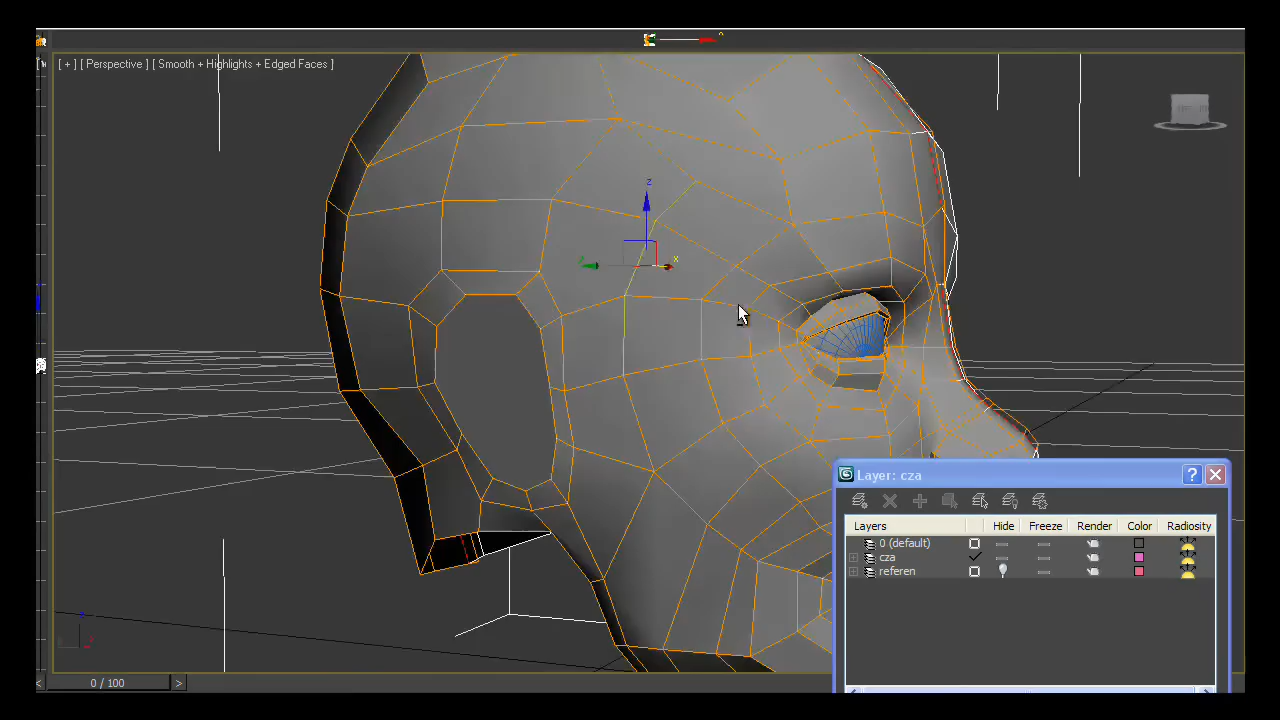 [ + ] [ Perspective ] [ Smooth + Highlights + Edged Faces ]
z
x
Layer: cza
?
Layers Hide Freeze Render Color Radiosity
0 (default)
cza
referen
< 0 / 100 >